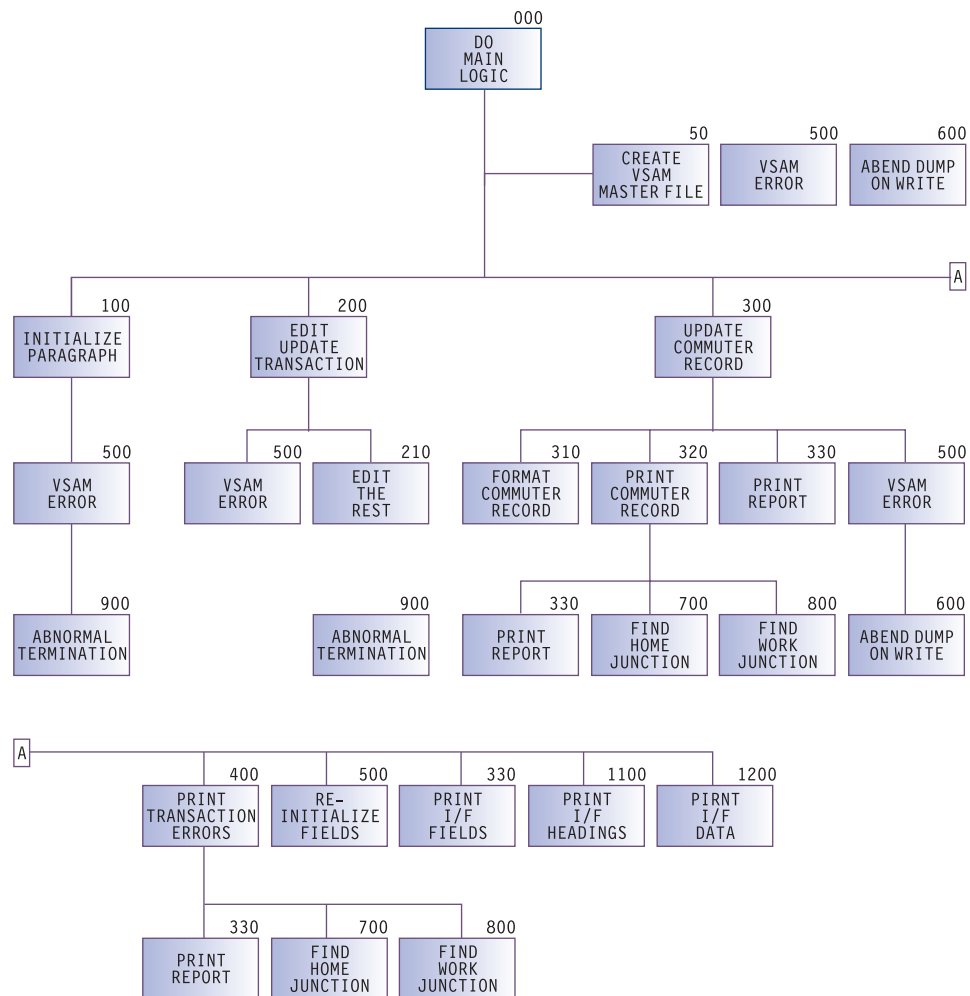 000
DO
MAIN
LOGIC
50
CREATE
VSAM
MASTER FILE
500
VSAM
ERROR
600
ABEND DUMP
ON WRITE
A
100
INITIALIZE
PARAGRAPH
200
EDIT
UPDATE
TRANSACTION
300
UPDATE
COMMUTER
RECORD
500
VSAM
ERROR
500
VSAM
ERROR
210
EDIT
THE
REST
310
FORMAT
COMMUTER
RECORD
320
PRINT
COMMUTER
RECORD
330
PRINT
REPORT
500
VSAM
ERROR
900
ABNORMAL
TERMINATION
900
ABNORMAL
TERMINATION
330
PRINT
REPORT
700
FIND
HOME
JUNCTION
800
FIND
WORK
JUNCTION
600
ABEND DUMP
ON WRITE
A
400
PRINT
TRANSACTION
ERRORS
500
RE-
INITIALIZE
FIELDS
330
PRINT
I/F
FIELDS
1100
PRINT
I/F
HEADINGS
1200
PIRNT
I/F
DATA
330
PRINT
REPORT
700
FIND
HOME
JUNCTION
800
FIND
WORK
JUNCTION